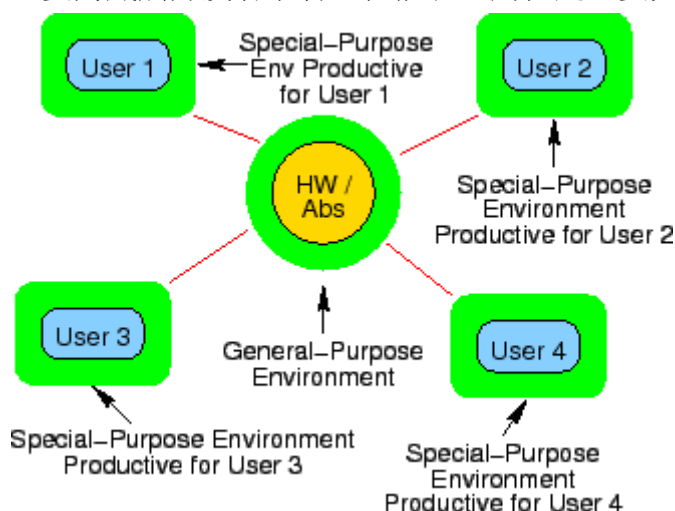 User 1
Special-Purpose
Env Productive
for User 1
User 2
HW /
Abs
Special-Purpose
Environment
Productive for User 2
User 3
General-Purpose
Environment
User 4
Special-Purpose Environment
Productive for User 3
Special-Purpose
Environment
Productive for User 4